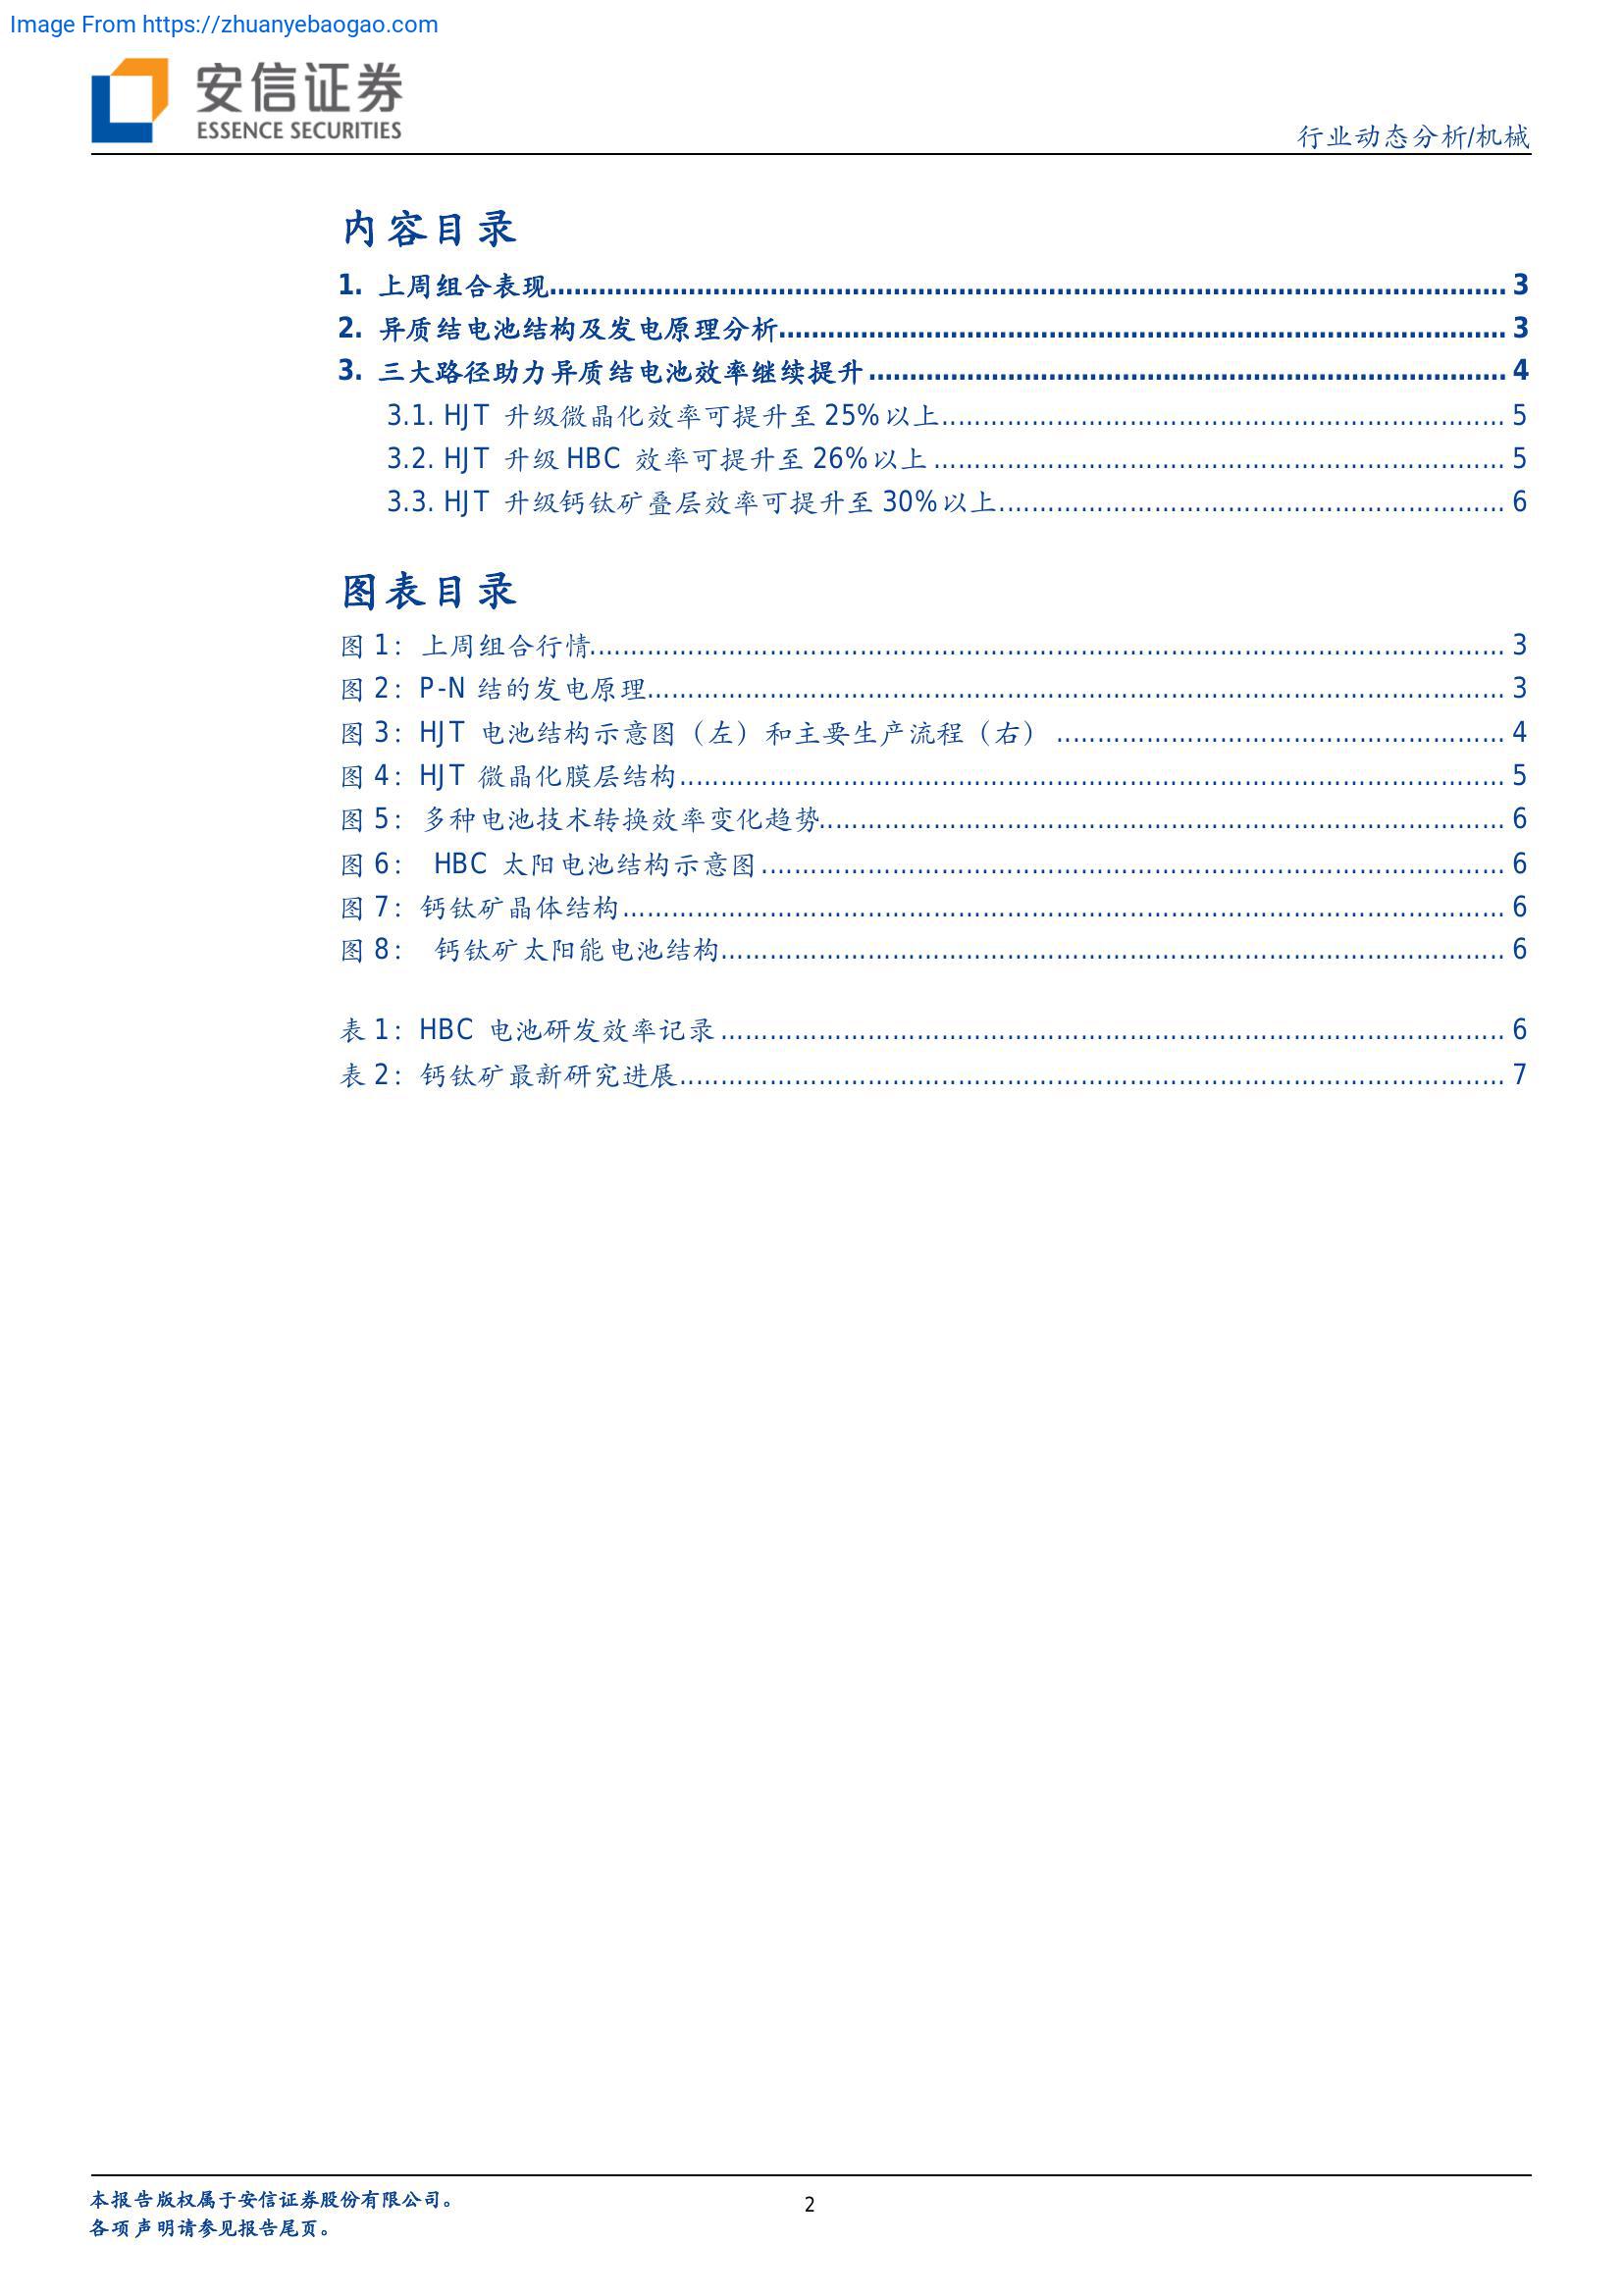 Image From https://zhuanyebaogao.com
安信证券
ESSENCE SECURITIES
行业动态分析/机械
内容目录
1. 上周组合表现 3
2. 异质结电池结构及发电原理分析 3
3. 三大路径助力异质结电池效率继续提升 4
3.1. HJT 升级微晶化效率可提升至 25%以上 5
3.2. HJT 升级 HBC 效率可提升至 26%以上 5
3.3. HJT 升级钙钛矿叠层效率可提升至 30%以上 6
图表目录
图 1：上周组合行情 3
图 2：P-N 结的发电原理 3
图 3：HJT 电池结构示意图（左）和主要生产流程（右） 4
图 4：HJT 微晶化膜层结构 5
图 5：多种电池技术转换效率变化趋势 6
图 6： HBC 太阳电池结构示意图 6
图 7：钙钛矿晶体结构 6
图 8： 钙钛矿太阳能电池结构 6
表 1：HBC 电池研发效率记录 6
表 2：钙钛矿最新研究进展 7
本报告版权属于安信证券股份有限公司。
各项声明请参见报告尾页。
2